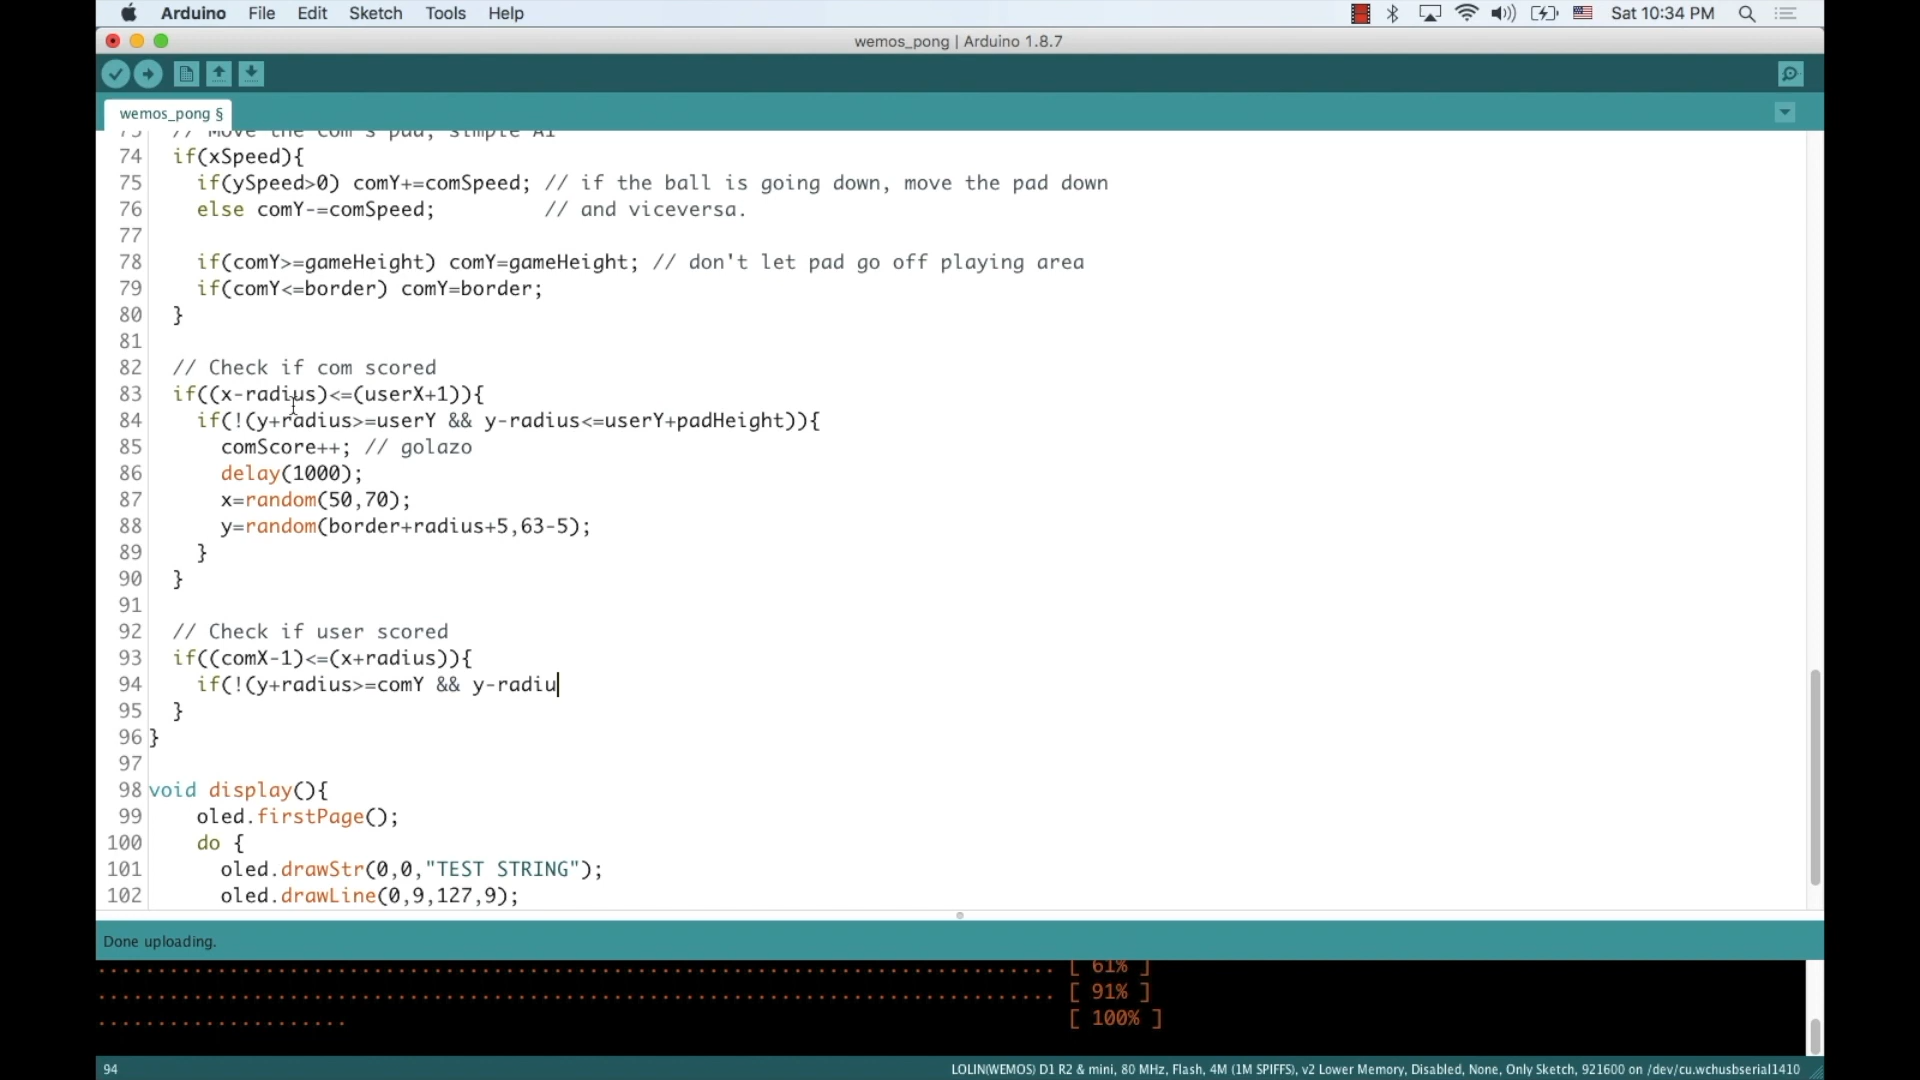 Arduino File Edit Sketch Tools Help Sat 10:34 PM
wemos_pong | Arduino 1.8.7
wemos_pong §
73 // Move the com's pad, simple AI
74 if(xSpeed){
75 if(ySpeed>0) comY+=comSpeed; // if the ball is going down, move the pad down
76 else comY-=comSpeed; // and viceversa.
77
78 if(comY>=gameHeight) comY=gameHeight; // don't let pad go off playing area
79 if(comY<=border) comY=border;
80 }
81
82 // Check if com scored
83 if((x-radius)<=(userX+1)){
84 if(!(y+radius>=userY && y-radius<=userY+padHeight)){
85 comScore++; // golazo
86 delay(1000);
87 x=random(50,70);
88 y=random(border+radius+5,63-5);
89 }
90 }
91
92 // Check if user scored
93 if((comX-1)<=(x+radius)){
94 if(!(y+radius>=comY && y-radiu
95 }
96 }
97
98 void display(){
99 oled.firstPage();
100 do {
101 oled.drawStr(0,0,"TEST STRING");
102 oled.drawLine(0,9,127,9);
Done uploading.
................................................................................ [ 61% ]
................................................................................ [ 91% ]
..................... [ 100% ]
94 LOLIN(WEMOS) D1 R2 & mini, 80 MHz, Flash, 4M (1M SPIFFS), v2 Lower Memory, Disabled, None, Only Sketch, 921600 on /dev/cu.wchusbserial1410